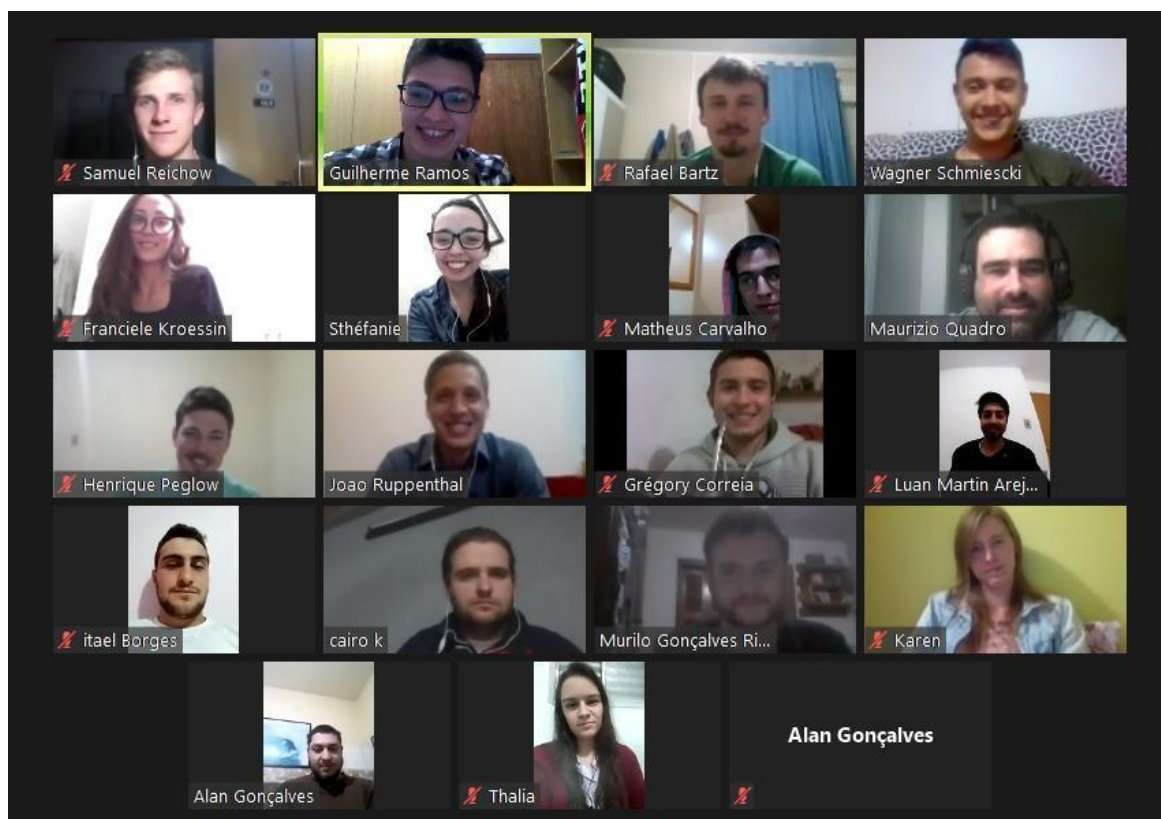 Samuel Reichow
Guilherme Ramos
Rafael Bartz
Wagner Schmiescki
Franciele Kroessin
Sthéfanie
Matheus Carvalho
Maurizio Quadro
Henrique Peglow
Joao Ruppenthal
Grégory Correia
Luan Martin Arej...
itael Borges
cairo k
Murilo Gonçalves Ri...
Karen
Alan Gonçalves
Thalia
Alan Gonçalves